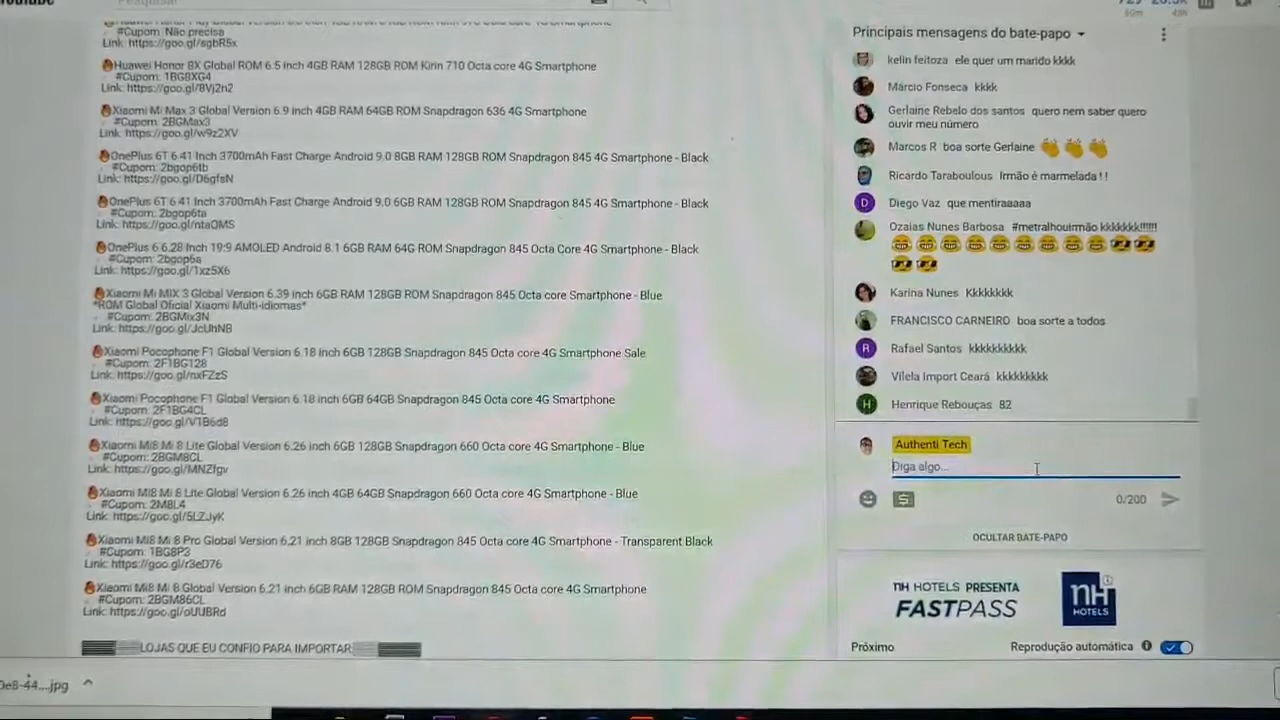 #Cupom: Não precisa
Link: https://goo.gl/sgbR5x
Huawei Honor 8X Global ROM 6.5 inch 4GB RAM 128GB ROM Kirin 710 Octa core 4G Smartphone
#Cupom: 1BG8XG4
Link: https://goo.gl/8Vj2n2
Xiaomi Mi Max 3 Global Version 6.9 inch 4GB RAM 64GB ROM Snapdragon 636 4G Smartphone
#Cupom: 2BGMax3
Link: https://goo.gl/w9z2XV
OnePlus 6T 6.41 Inch 3700mAh Fast Charge Android 9.0 8GB RAM 128GB ROM Snapdragon 845 4G Smartphone - Black
#Cupom: 2bgop6tb
Link: https://goo.gl/D6gfsN
OnePlus 6T 6.41 Inch 3700mAh Fast Charge Android 9.0 6GB RAM 128GB ROM Snapdragon 845 4G Smartphone - Black
#Cupom: 2bgop6ta
Link: https://goo.gl/ntaQMS
OnePlus 6 6.28 Inch 19:9 AMOLED Android 8.1 6GB RAM 64G ROM Snapdragon 845 Octa Core 4G Smartphone - Black
#Cupom: 2bgop6a
Link: https://goo.gl/1xz5X6
Xiaomi Mi MIX 3 Global Version 6.39 inch 6GB RAM 128GB ROM Snapdragon 845 Octa core 4G Smartphone - Blue
*ROM Global Oficial Xiaomi Multi-idiomas*
#Cupom: 2BGMix3N
Link: https://goo.gl/JcUhNB
Xiaomi Pocophone F1 Global Version 6.18 inch 6GB 128GB Snapdragon 845 Octa core 4G Smartphone Sale
#Cupom: 2F1BG128
Link: https://goo.gl/nxFZzS
Xiaomi Pocophone F1 Global Version 6.18 inch 6GB 64GB Snapdragon 845 Octa core 4G Smartphone
#Cupom: 2F1BG4CL
Link: https://goo.gl/V1B6d8
Xiaomi Mi8 Mi 8 Lite Global Version 6.26 inch 6GB 128GB Snapdragon 660 Octa core 4G Smartphone - Blue
#Cupom: 2BGM8CL
Link: https://goo.gl/MNZfgv
Xiaomi Mi8 Mi 8 Lite Global Version 6.26 inch 4GB 64GB Snapdragon 660 Octa core 4G Smartphone - Blue
#Cupom: 2M8L4
Link: https://goo.gl/5LZJyK
Xiaomi Mi8 Mi 8 Pro Global Version 6.21 inch 8GB 128GB Snapdragon 845 Octa core 4G Smartphone - Transparent Black
#Cupom: 1BG8P3
Link: https://goo.gl/r3eD76
Xiaomi Mi8 Mi 8 Global Version 6.21 inch 6GB RAM 128GB ROM Snapdragon 845 Octa core 4G Smartphone
#Cupom: 2BGM86CL
Link: https://goo.gl/oUUBRd
LOJAS QUE EU CONFIO PARA IMPORTAR
Principais mensagens do bate-papo
kelin feitoza ele quer um marido kkkk
Márcio Fonseca kkkk
Gerlaine Rebelo dos santos quero nem saber quero
ouvir meu número
Marcos R boa sorte Gerlaine 👏👏👏
Ricardo Taraboulous Irmão é marmelada ! !
Diego Vaz que mentiraaaaa
Ozaias Nunes Barbosa #metralhouirmão kkkkkkk!!!!!!
Karina Nunes Kkkkkkkk
FRANCISCO CARNEIRO boa sorte a todos
Rafael Santos kkkkkkkkkk
Vilela Import Ceará kkkkkkkkk
Henrique Rebouças 82
Authenti Tech
Diga algo...
0/200
OCULTAR BATE-PAPO
NH HOTELS PRESENTA
FASTPASS
nH
HOTELS
Próximo
Reprodução automática